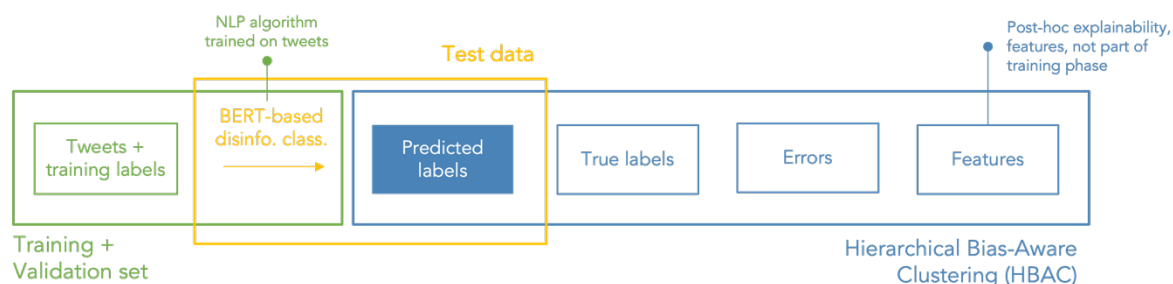 NLP algorithm
trained on tweets
Test data
Post-hoc explainability,
features, not part of
training phase
BERT-based
disinfo. class.
Tweets +
training labels
Predicted
labels
True labels
Errors
Features
Training +
Validation set
Hierarchical Bias-Aware
Clustering (HBAC)